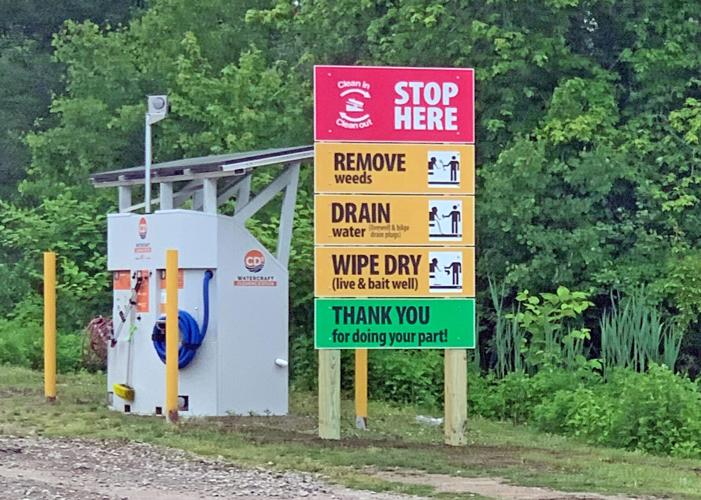 Clean in
Clean out
STOP
HERE
REMOVE
weeds
DRAIN
water (livewell & bilge
drain plugs)
WIPE DRY
(live & bait well)
THANK YOU
for doing your part!
CD3
CD3
WATERCRAFT
CLEANING STATION